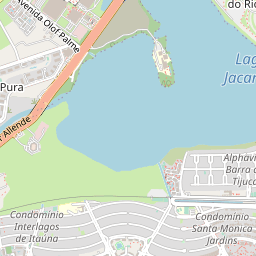 Avenida Olof Palme
do Rio
Lag
Jacar
Pura
Allende
Alphavi
Barra d
Tijuca
Condominio
Interlagos
de Itaúna
Condominio
Santa Mônica
Jardins